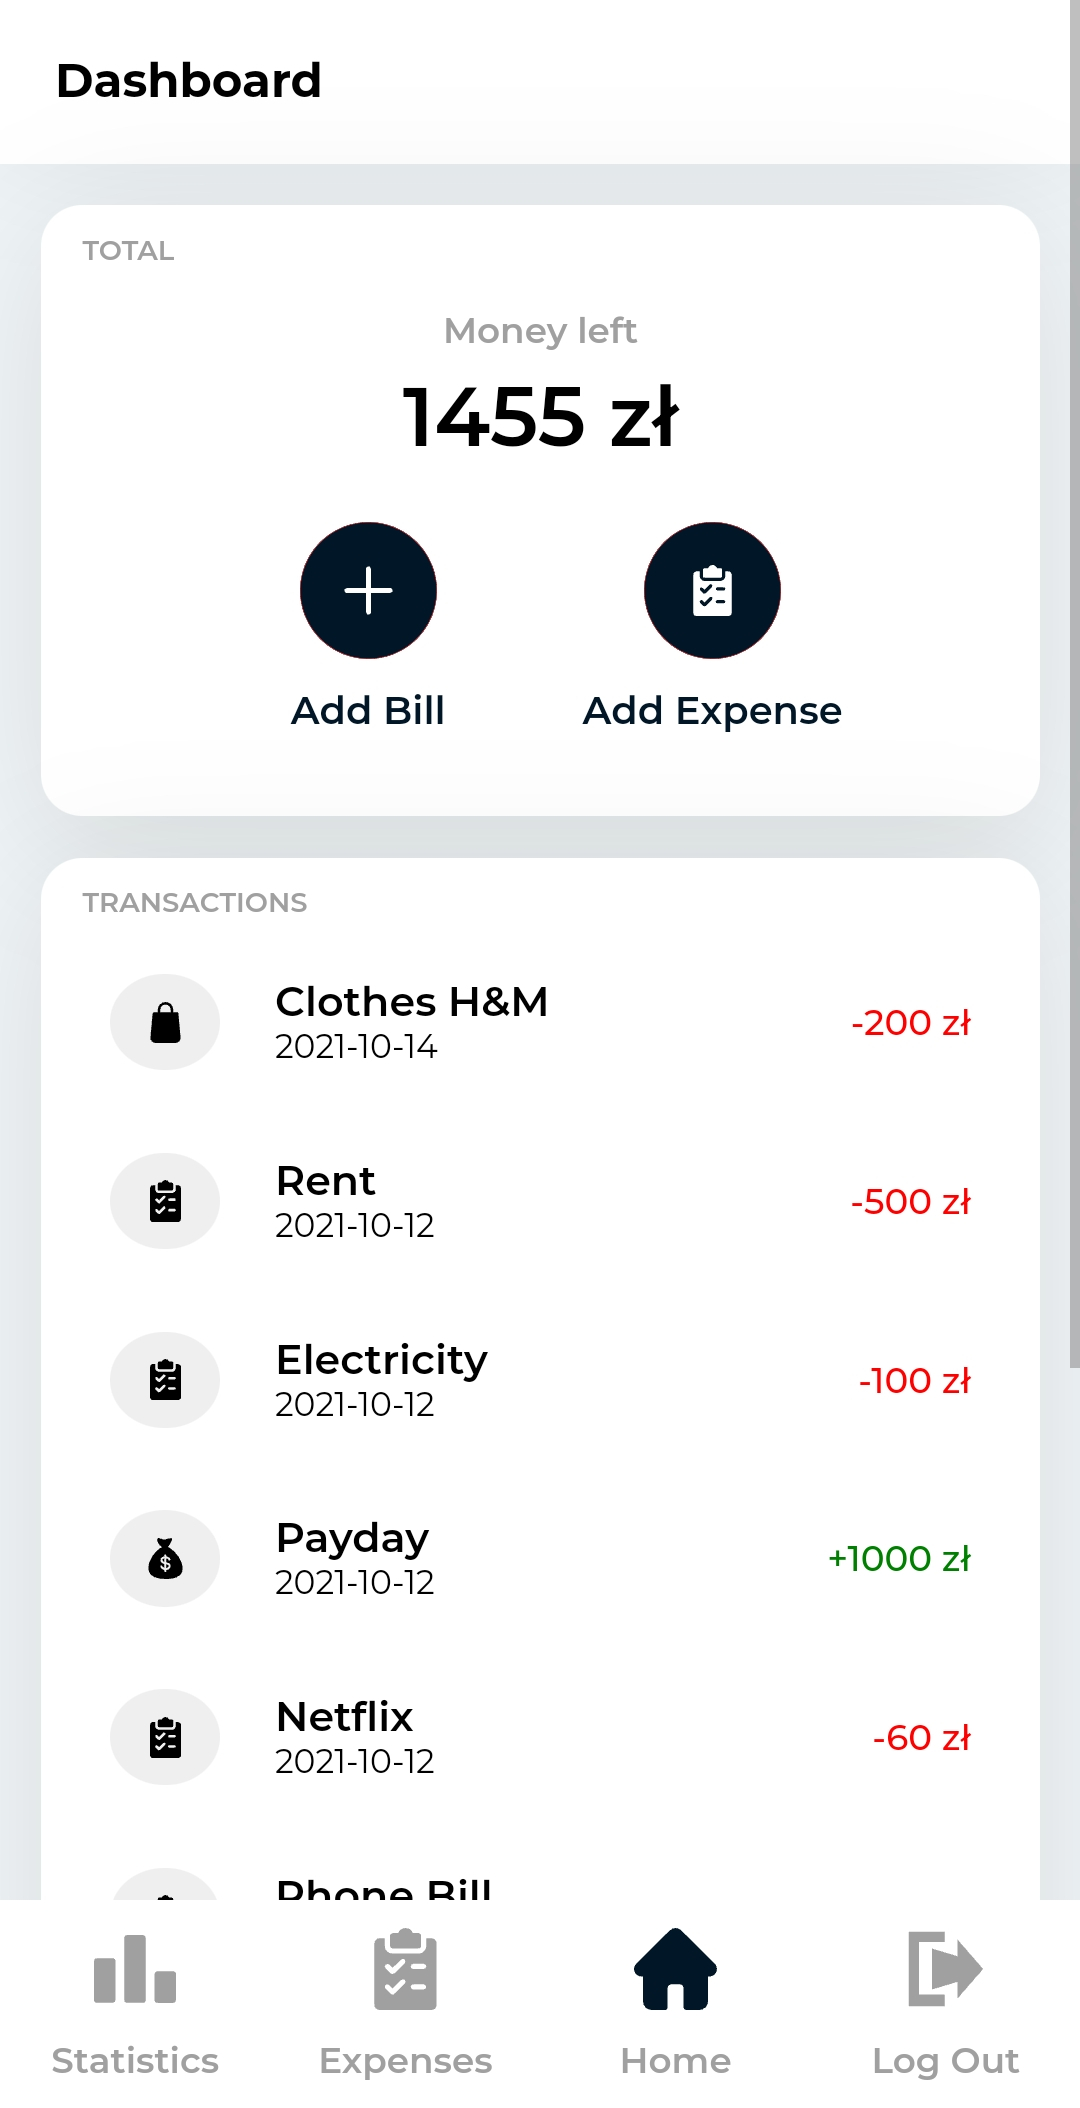 Dashboard
TOTAL
Money left
1455 zł
Add Bill
Add Expense
TRANSACTIONS
Clothes H&M
2021-10-14
-200 zł
Rent
2021-10-12
-500 zł
Electricity
2021-10-12
-100 zł
Payday
2021-10-12
+1000 zł
Netflix
2021-10-12
-60 zł
Phone Bill
Statistics
Expenses
Home
Log Out